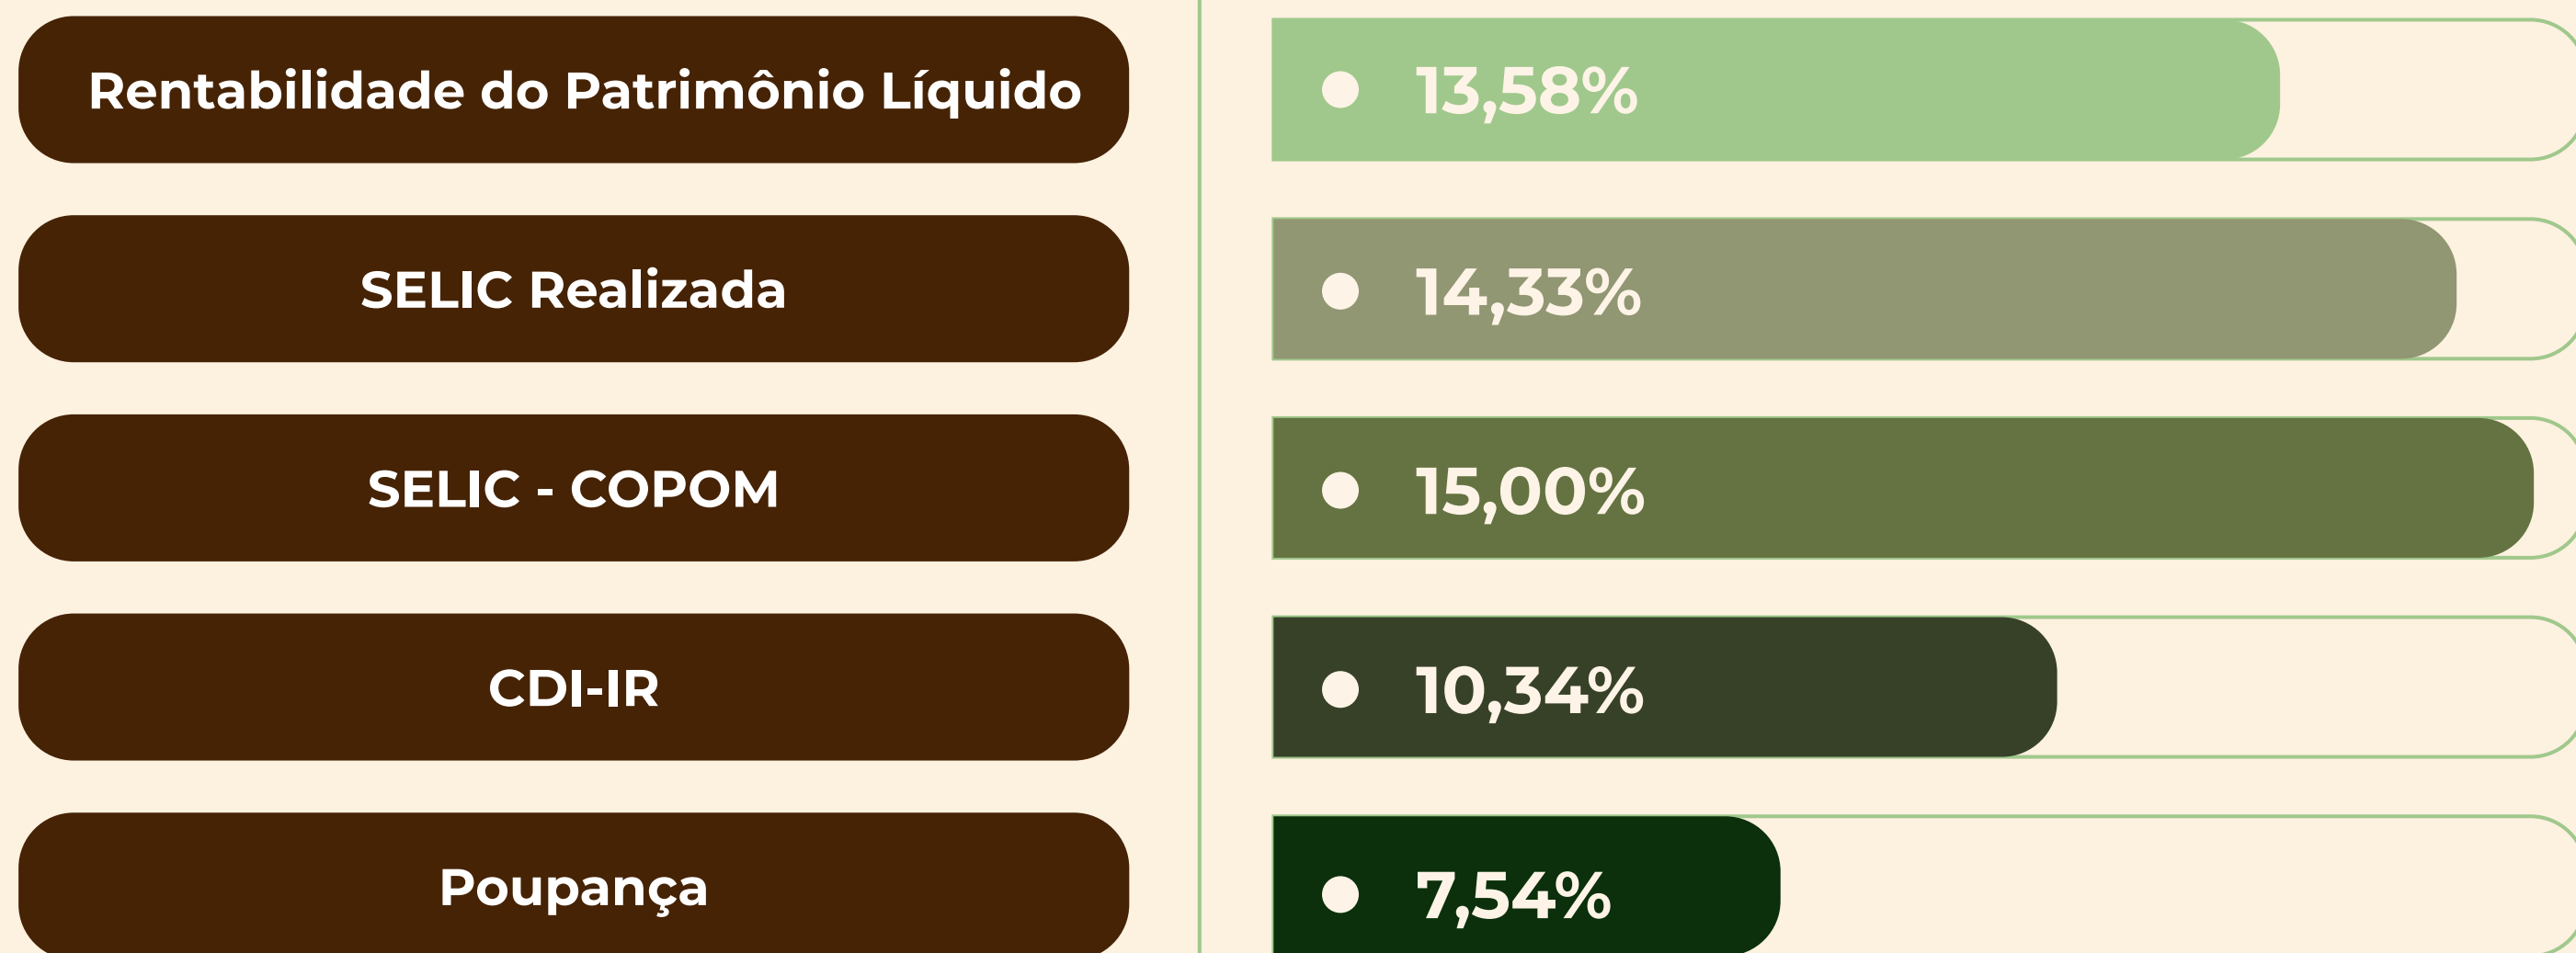 Rentabilidade do Patrimônio Líquido
13,58%
SELIC Realizada
14,33%
SELIC - COPOM
15,00%
CDI-IR
10,34%
Poupança
7,54%